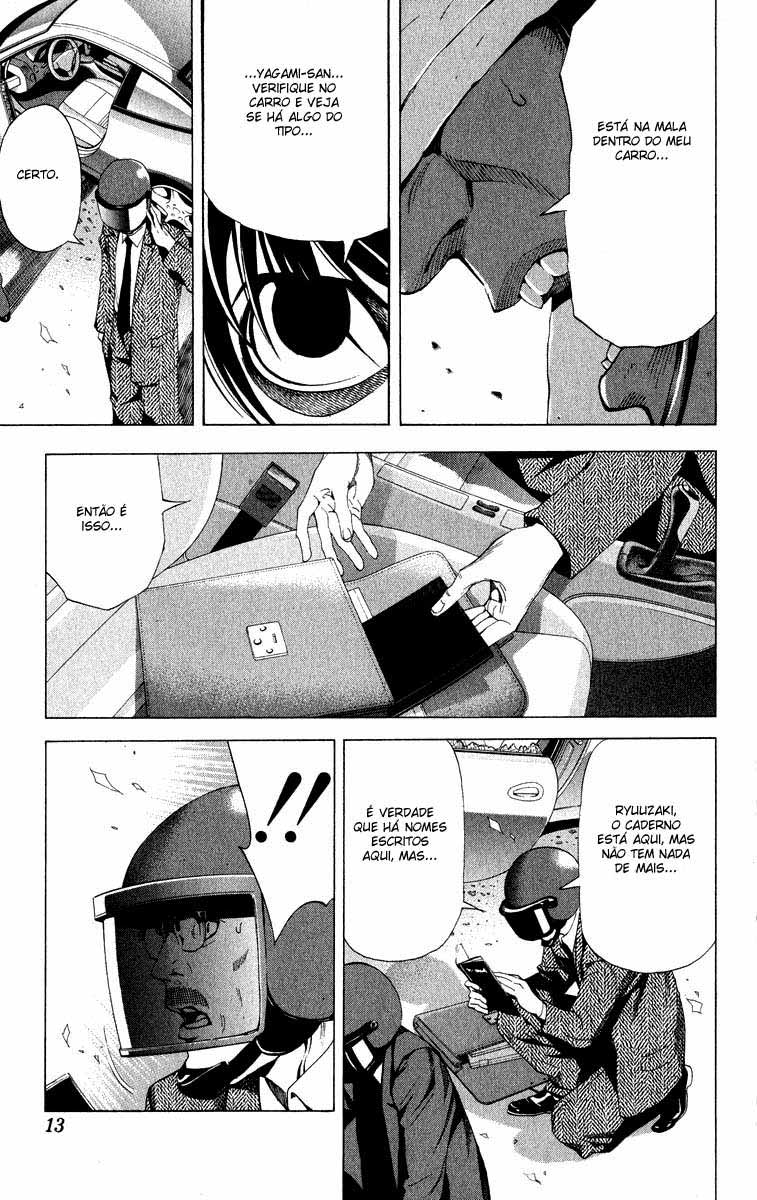 ESTÁ NA MALA
DENTRO DO MEU
CARRO...
...YAGAMI-SAN...
VERIFIQUE NO
CARRO E VEJA
SE HÁ ALGO DO
TIPO...
CERTO.
ENTÃO É
ISSO...
RYUUZAKI,
O CADERNO
ESTÁ AQUI, MAS
NÃO TEM NADA
DE MAIS...
É VERDADE
QUE HÁ NOMES
ESCRITOS
AQUI, MAS...
!!
13